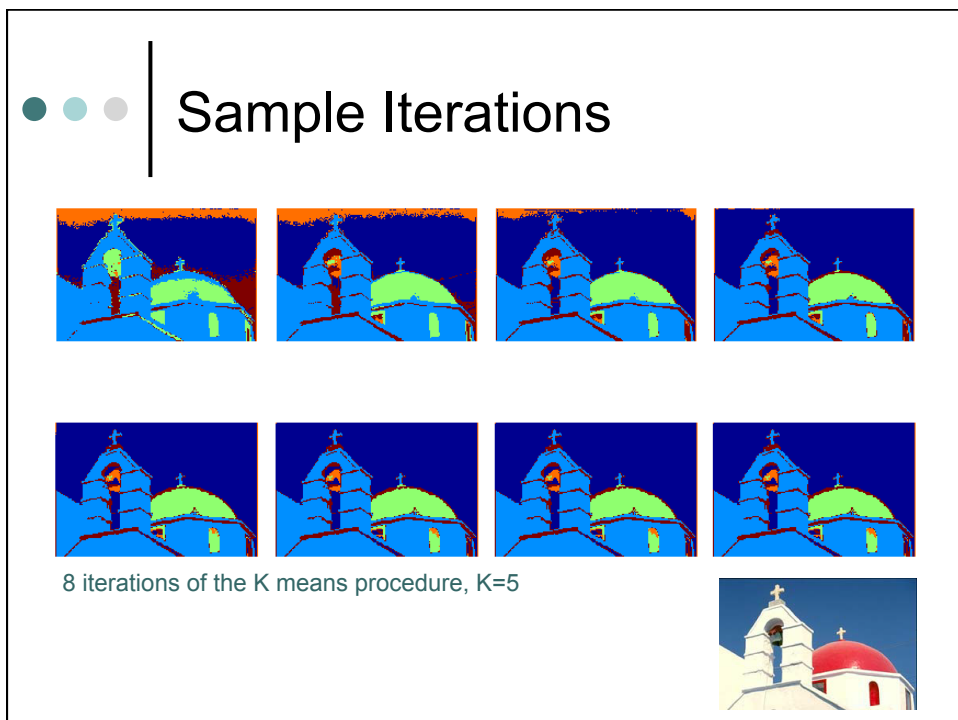 Sample Iterations
8 iterations of the K means procedure, K=5